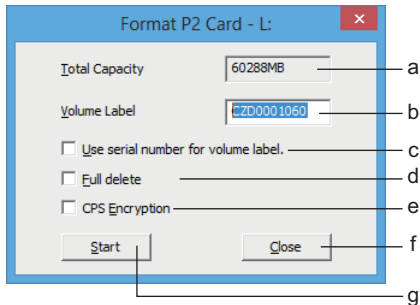 Format P2 Card - L:
Total Capacity 60288MB a
Volume Label CZD0001060 b
Use serial number for volume label. c
Full delete d
CPS Encryption e
Start Close f
g